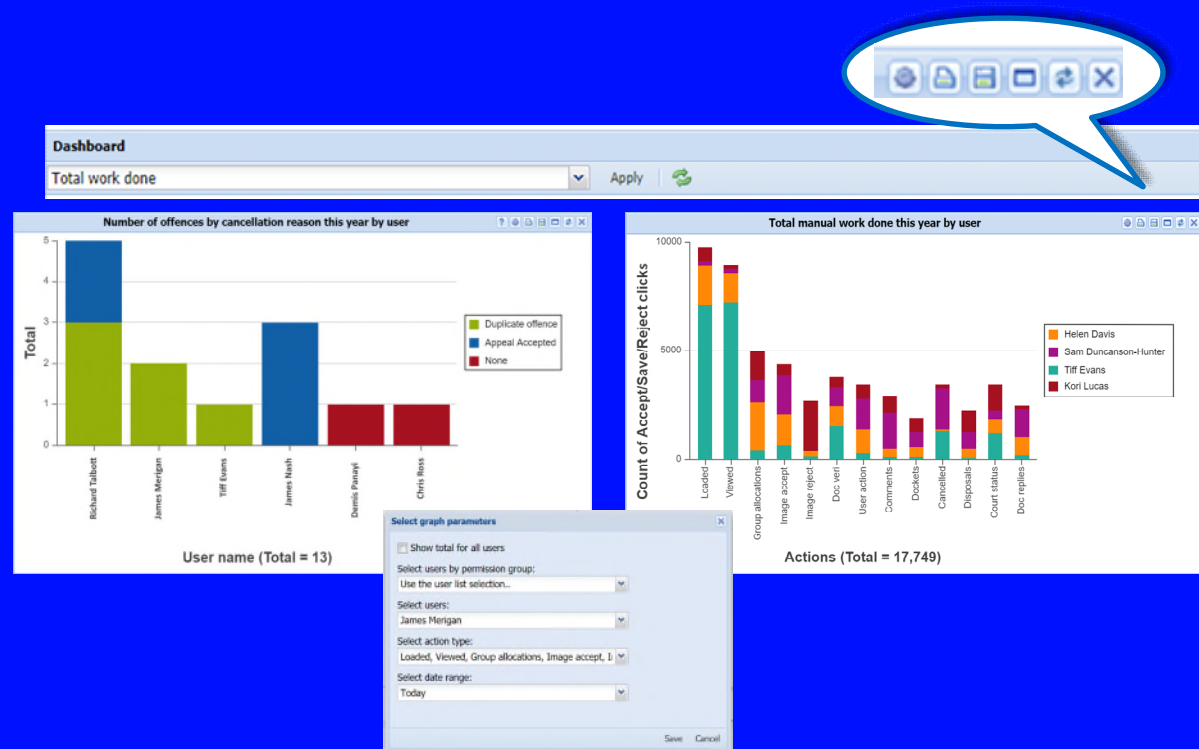 Dashboard
Total work done
Apply
Number of offences by cancellation reason this year by user
?
5
4
3
2
1
0
Total
Richard Talbott
James Merigan
Tiff Evans
James Nash
Demis Panayi
Chris Ross
User name (Total = 13)
Duplicate offence
Appeal Accepted
None
Total manual work done this year by user
10000
5000
0
Count of Accept/Save/Reject clicks
Loaded
Viewed
Group allocations
Image accept
Image reject
Doc veri
User action
Comments
Dockets
Cancelled
Disposals
Court status
Doc replies
Actions (Total = 17,749)
Helen Davis
Sam Duncanson-Hunter
Tiff Evans
Kori Lucas
Select graph parameters
Show total for all users
Select users by permission group:
Use the user list selection..
Select users:
James Merigan
Select action type:
Loaded, Viewed, Group allocations, Image accept, I
Select date range:
Today
Save Cancel